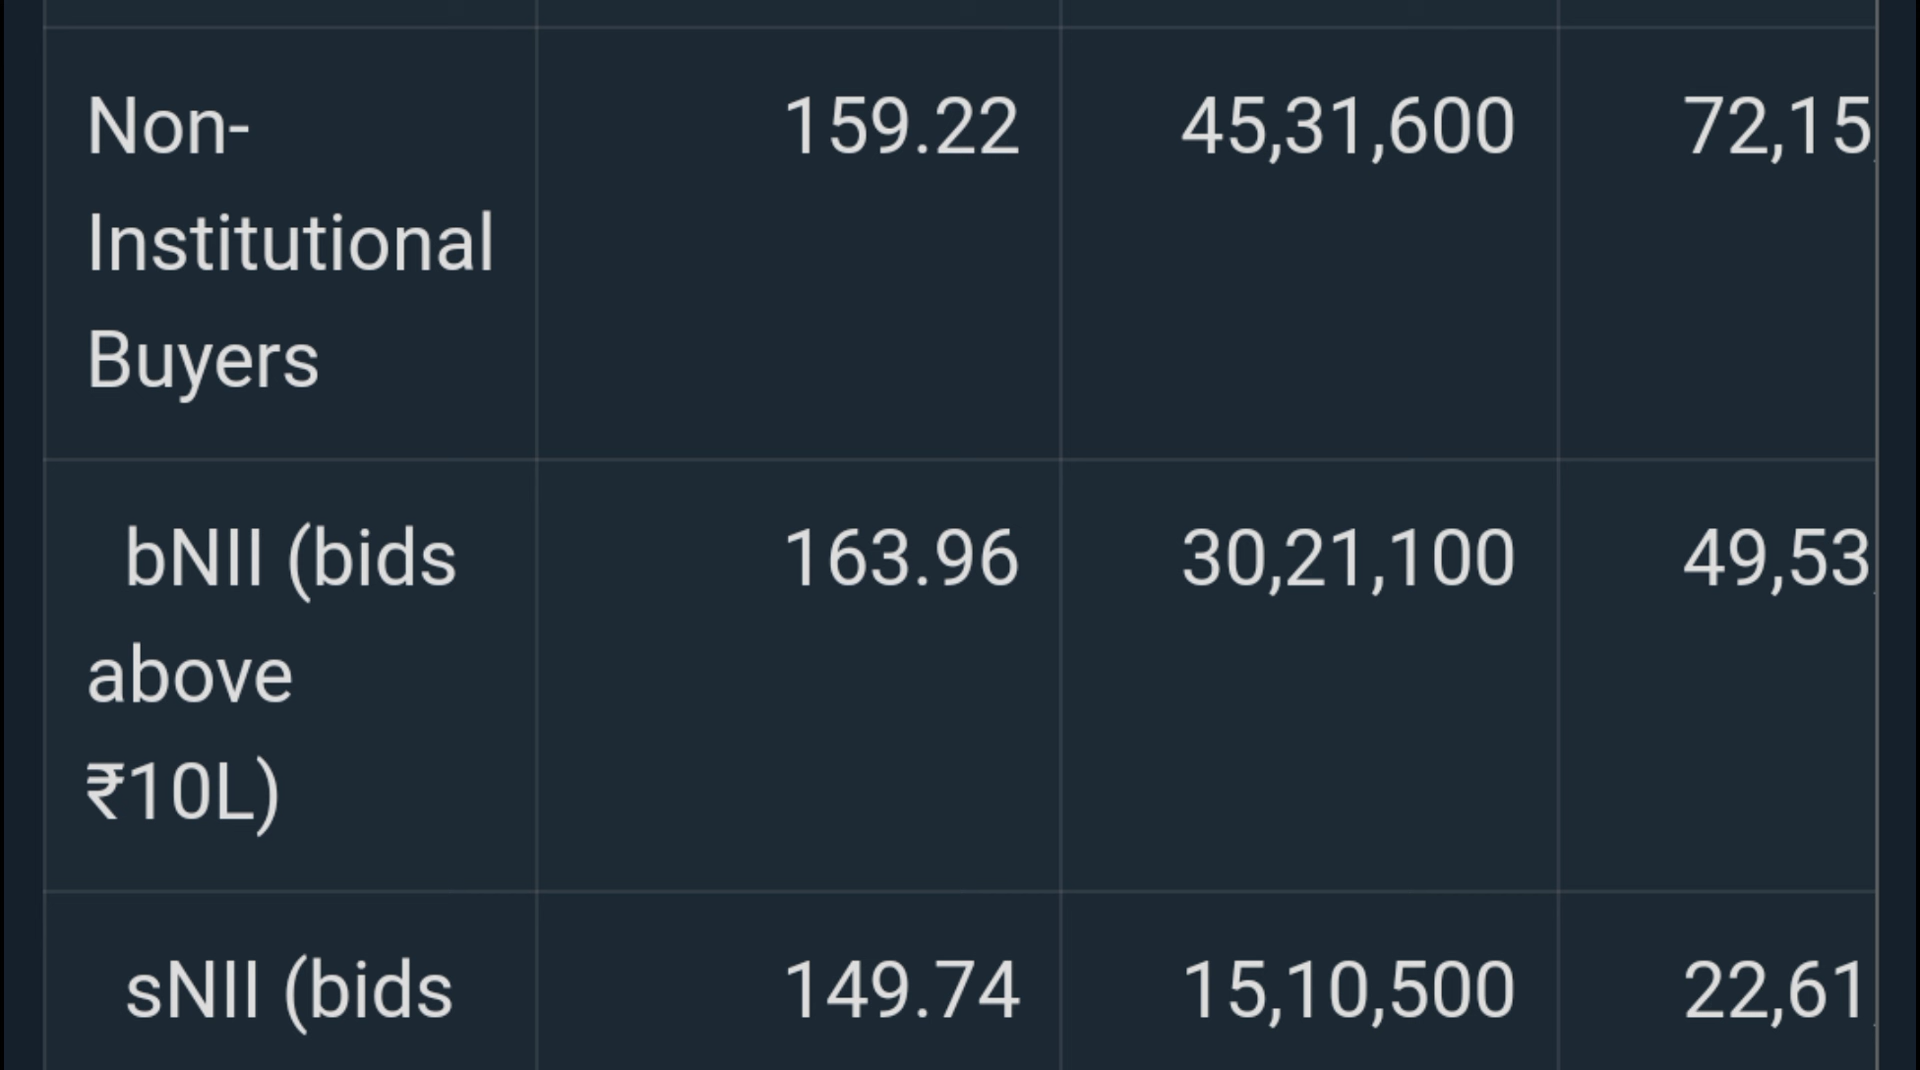 Non- 159.22 45,31,600 72,15,
Institutional
Buyers
bNII (bids 163.96 30,21,100 49,53,
above
₹10L)
sNII (bids 149.74 15,10,500 22,61,